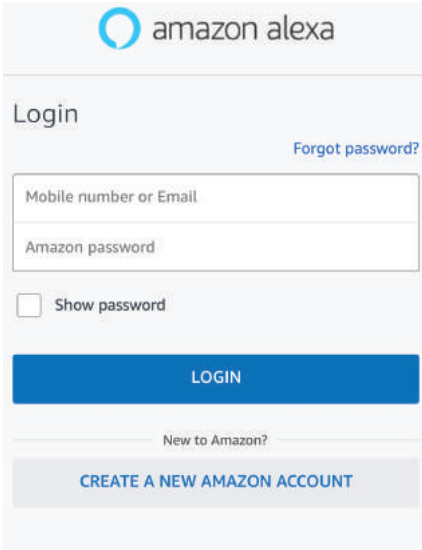 amazon alexa
Login
Forgot password?
Mobile number or Email
Amazon password
Show password
LOGIN
New to Amazon?
CREATE A NEW AMAZON ACCOUNT